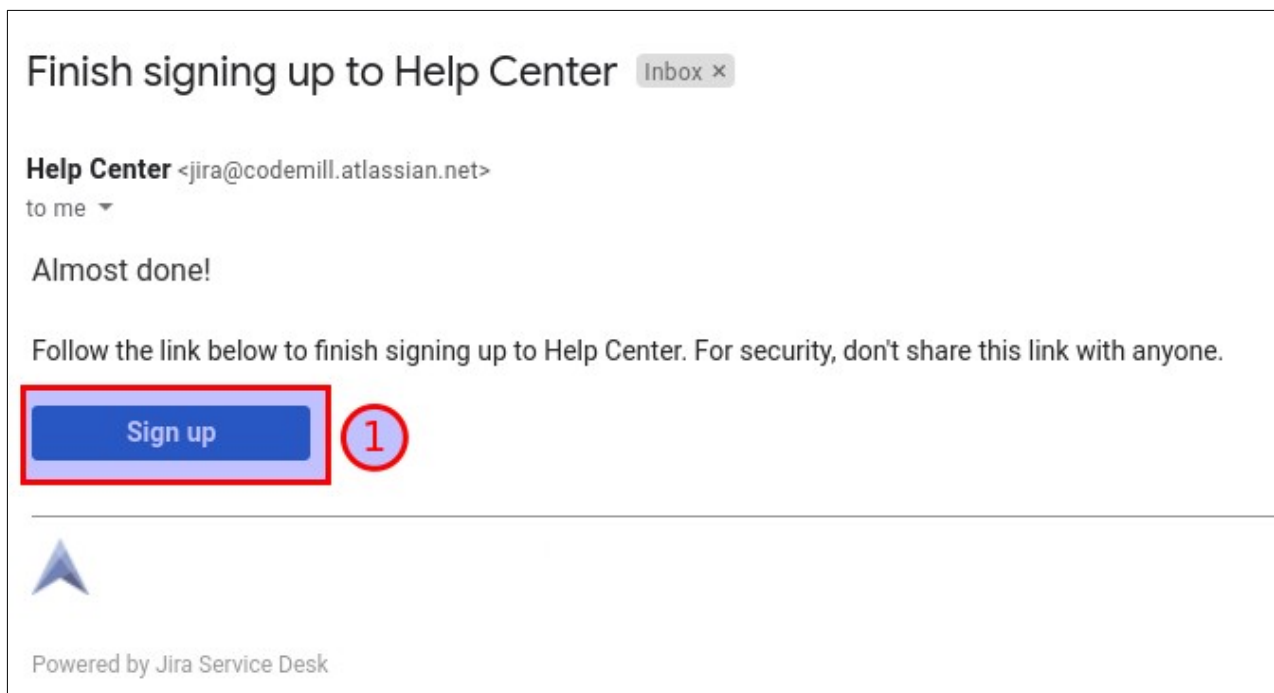 Finish signing up to Help Center Inbox ×
Help Center <jira@codemill.atlassian.net>
to me
Almost done!
Follow the link below to finish signing up to Help Center. For security, don't share this link with anyone.
Sign up 1
Powered by Jira Service Desk